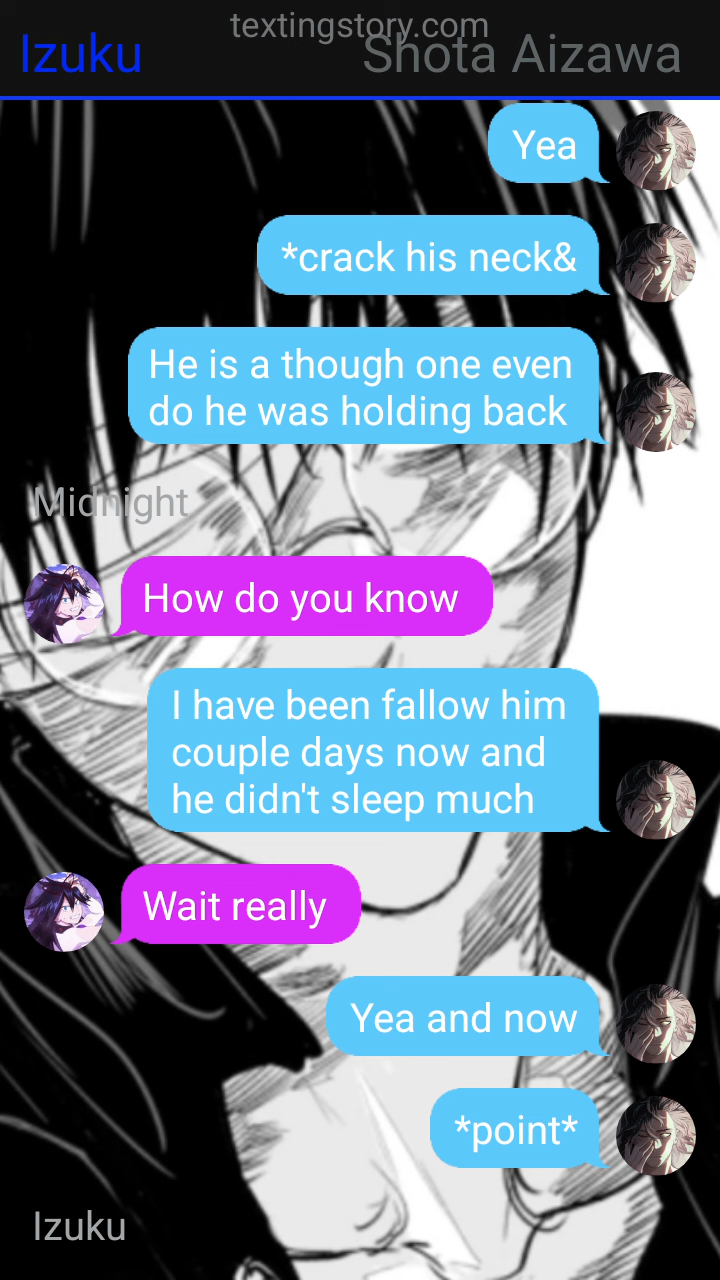 textingstory.com
Izuku
Shota Aizawa
Yea
*crack his neck&
He is a though one even
do he was holding back
Midnight
How do you know
I have been fallow him
couple days now and
he didn't sleep much
Wait really
Yea and now
*point*
Izuku